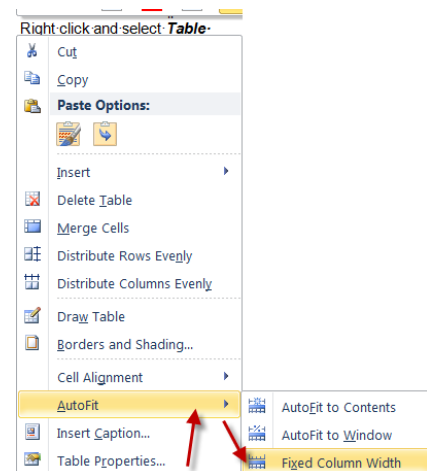 Right click and select Table
Cut
Copy
Paste Options:
Insert
Delete Table
Merge Cells
Distribute Rows Evenly
Distribute Columns Evenly
Draw Table
Borders and Shading...
Cell Alignment
AutoFit
AutoFit to Contents
Insert Caption...
AutoFit to Window
Table Properties...
Fixed Column Width